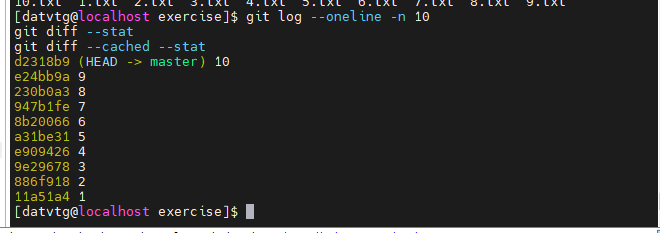 10.txt  1.txt  2.txt  3.txt  4.txt  5.txt  6.txt  7.txt  8.txt  9.txt
[datvtg@localhost exercise]$ git log --oneline -n 10
git diff --stat
git diff --cached --stat
d2318b9 (HEAD -> master) 10
e24bb9a 9
230b0a3 8
947b1fe 7
8b20066 6
a31be31 5
e909426 4
9e29678 3
886f918 2
11a51a4 1
[datvtg@localhost exercise]$